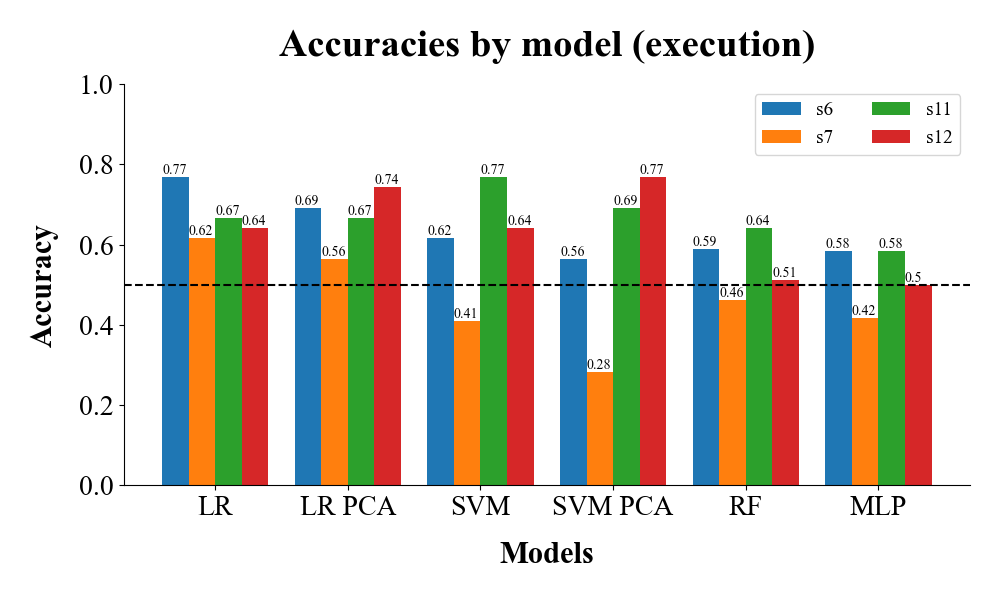 Accuracies by model (execution)
1.0
0.8
0.6
0.4
0.2
0.0
Accuracy
s6 s11
s7 s12
0.77 0.62 0.67 0.64
0.69 0.56 0.67 0.74
0.62 0.41 0.77 0.64
0.56 0.28 0.69 0.77
0.59 0.46 0.64 0.51
0.58 0.42 0.58 0.5
LR LR PCA SVM SVM PCA RF MLP
Models